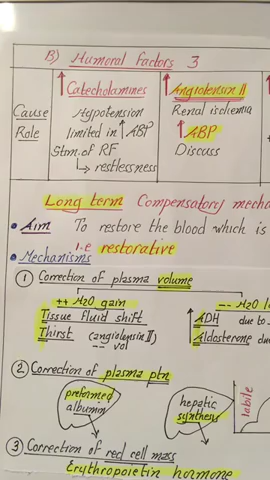 B) Humoral Factors 3
↑ Catecholamines
↑ Angiotensin II
Cause
Hypotension
Renal ischemia
Role
limited in ↑ABP
↑ ABP
Stim. of RF
Discuss
↳ restlessness
Long term Compensatory mecha
• Aim To restore the blood which is
i.e restorative
• Mechanisms
① Correction of plasma volume
++ H2O gain
-- H2O l
Tissue fluid shift
↑ ADH due to
Thirst (angiotensin II)
Aldosterone du
-- vol
② Correction of plasma ptn
preformed
albumin
hepatic
synthesis
labile
③ Correction of red cell mass
Erythropoietin hormone